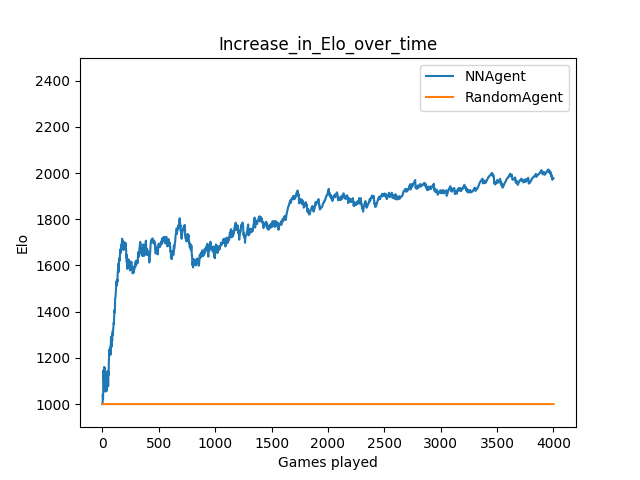 Increase_in_Elo_over_time
NNAgent
RandomAgent
2400
2200
2000
1800
1600
1400
1200
1000
Elo
0 500 1000 1500 2000 2500 3000 3500 4000
Games played